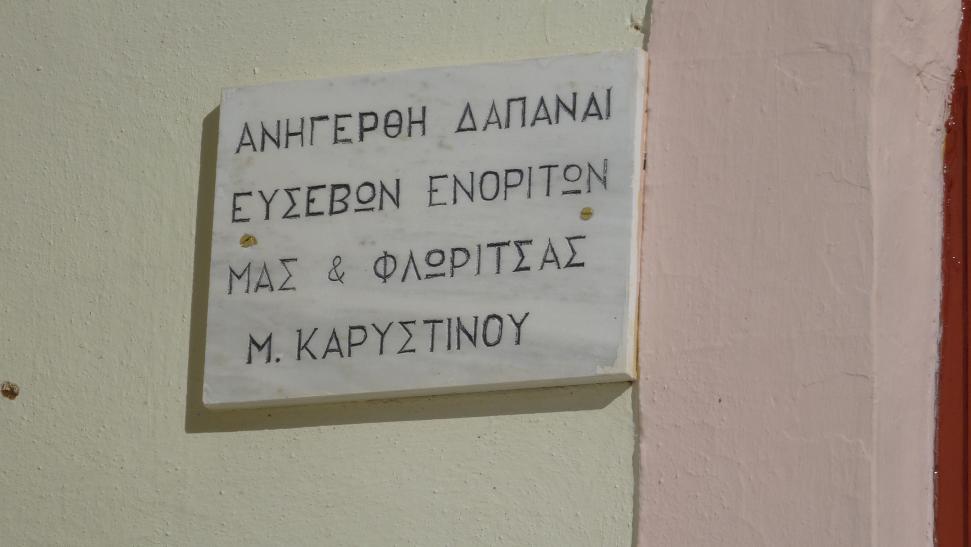 ΑΝΗΓΕΡΘΗ ΔΑΠΑΝΑΙ
ΕΥΣΕΒΩΝ ΕΝΟΡΙΤΩΝ
ΜΑΣ & ΦΛΩΡΙΤΣΑΣ
Μ. ΚΑΡΥΣΤΙΝΟΥ